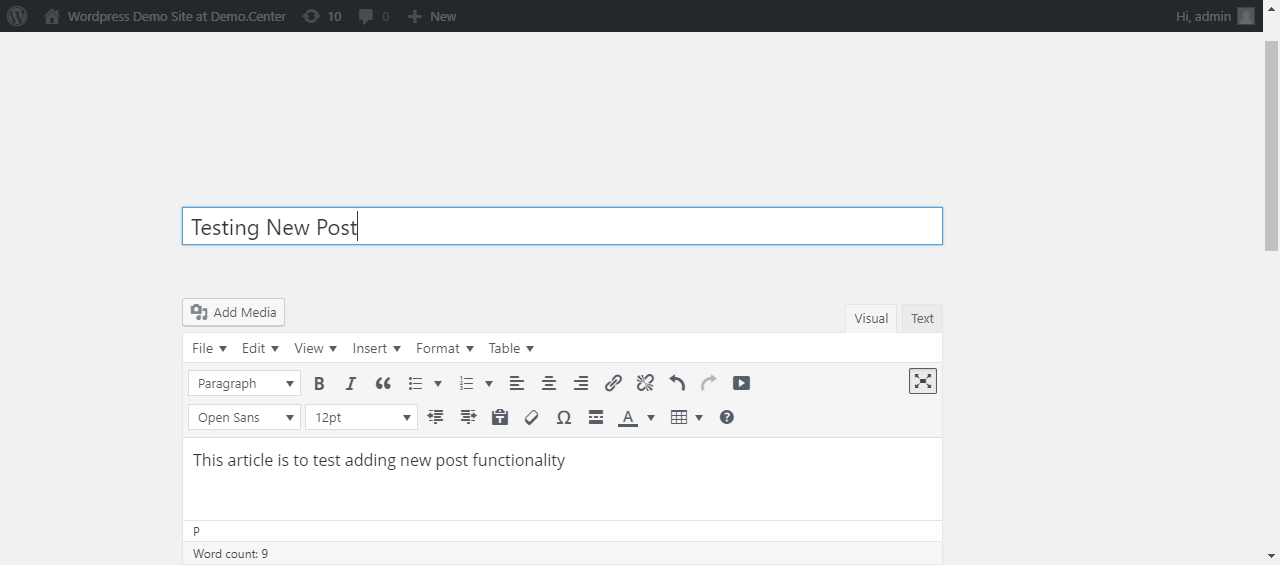 Wordpress Demo Site at Demo.Center 10 0 New Hi, admin
Testing New Post
Add Media
Visual Text
File Edit View Insert Format Table
Paragraph B I
Open Sans 12pt Ω A
This article is to test adding new post functionality
P
Word count: 9